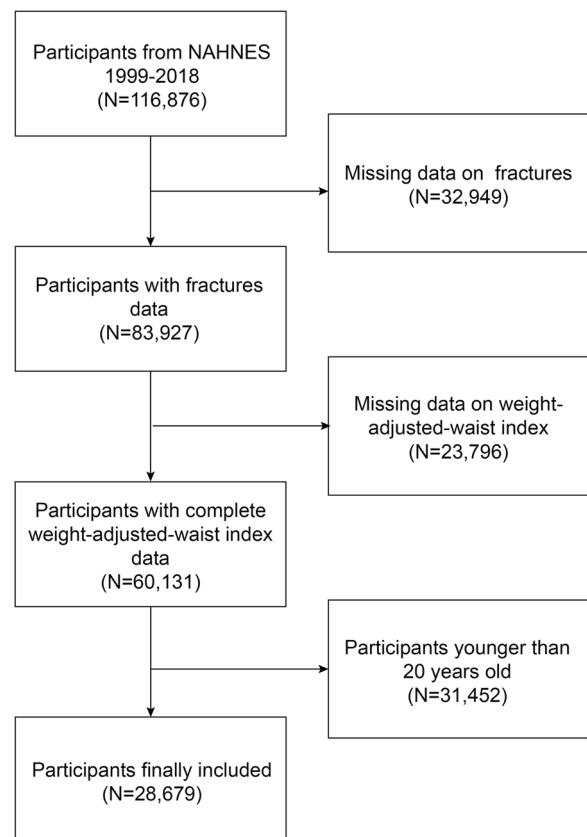 Participants from NAHNES
1999-2018
(N=116,876)
Missing data on fractures
(N=32,949)
Participants with fractures
data
(N=83,927)
Missing data on weight-
adjusted-waist index
(N=23,796)
Participants with complete
weight-adjusted-waist index
data
(N=60,131)
Participants younger than
20 years old
(N=31,452)
Participants finally included
(N=28,679)